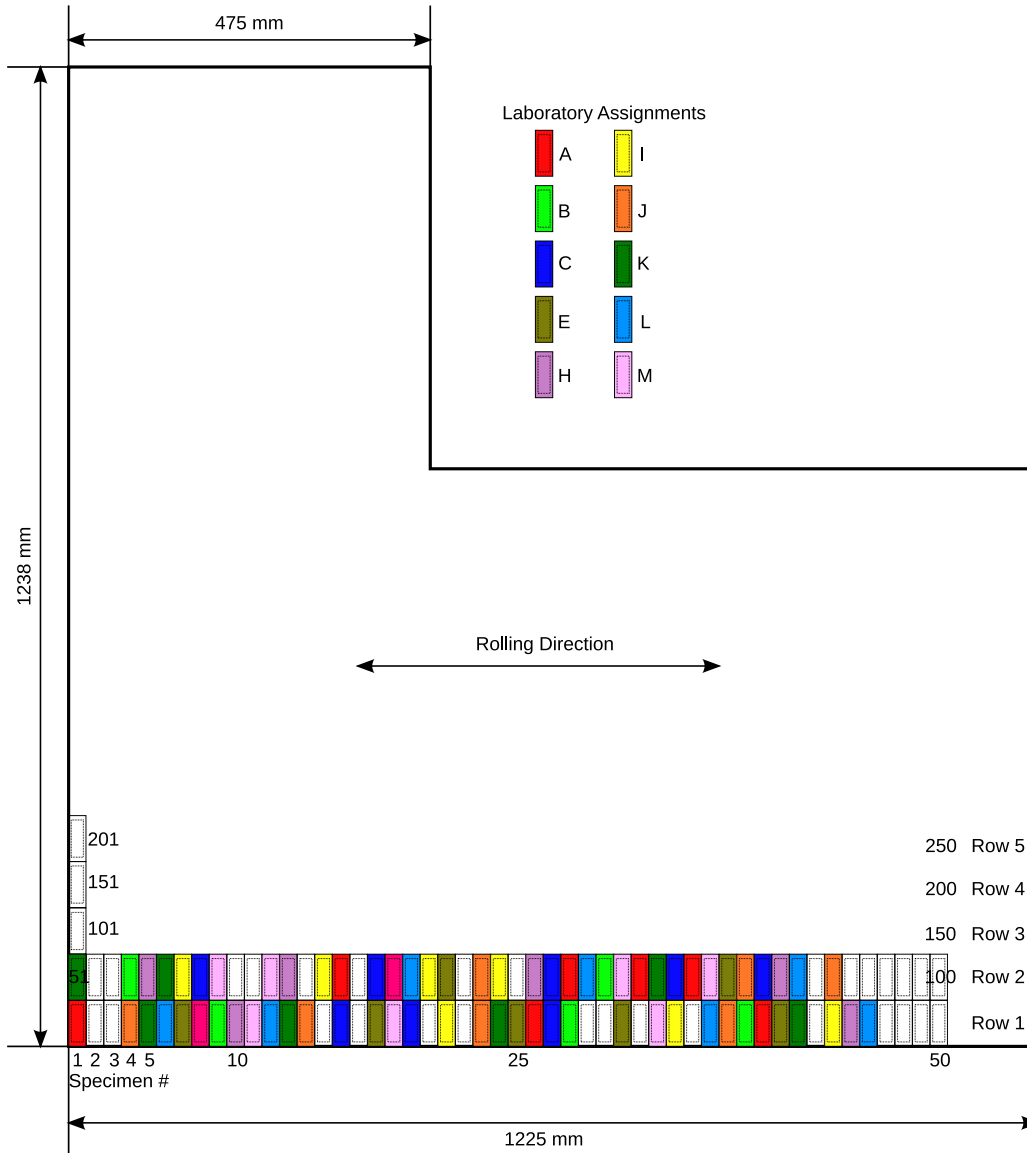 475 mm
Laboratory Assignments
A I
B J
C K
E L
H M
1238 mm
Rolling Direction
201 250 Row 5
151 200 Row 4
101 150 Row 3
51 100 Row 2
Row 1
1 2 3 4 5 10 25 50
Specimen #
1225 mm